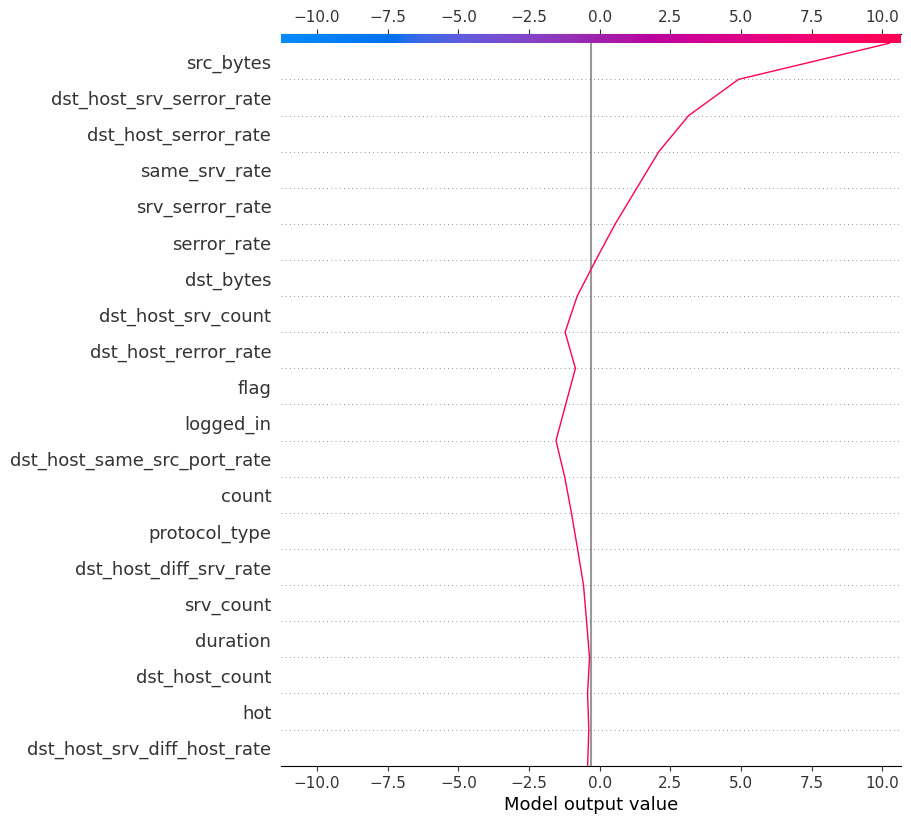 −10.0 −7.5 −5.0 −2.5 0.0 2.5 5.0 7.5 10.0
src_bytes
dst_host_srv_serror_rate
dst_host_serror_rate
same_srv_rate
srv_serror_rate
serror_rate
dst_bytes
dst_host_srv_count
dst_host_rerror_rate
flag
logged_in
dst_host_same_src_port_rate
count
protocol_type
dst_host_diff_srv_rate
srv_count
duration
dst_host_count
hot
dst_host_srv_diff_host_rate
−10.0 −7.5 −5.0 −2.5 0.0 2.5 5.0 7.5 10.0
Model output value